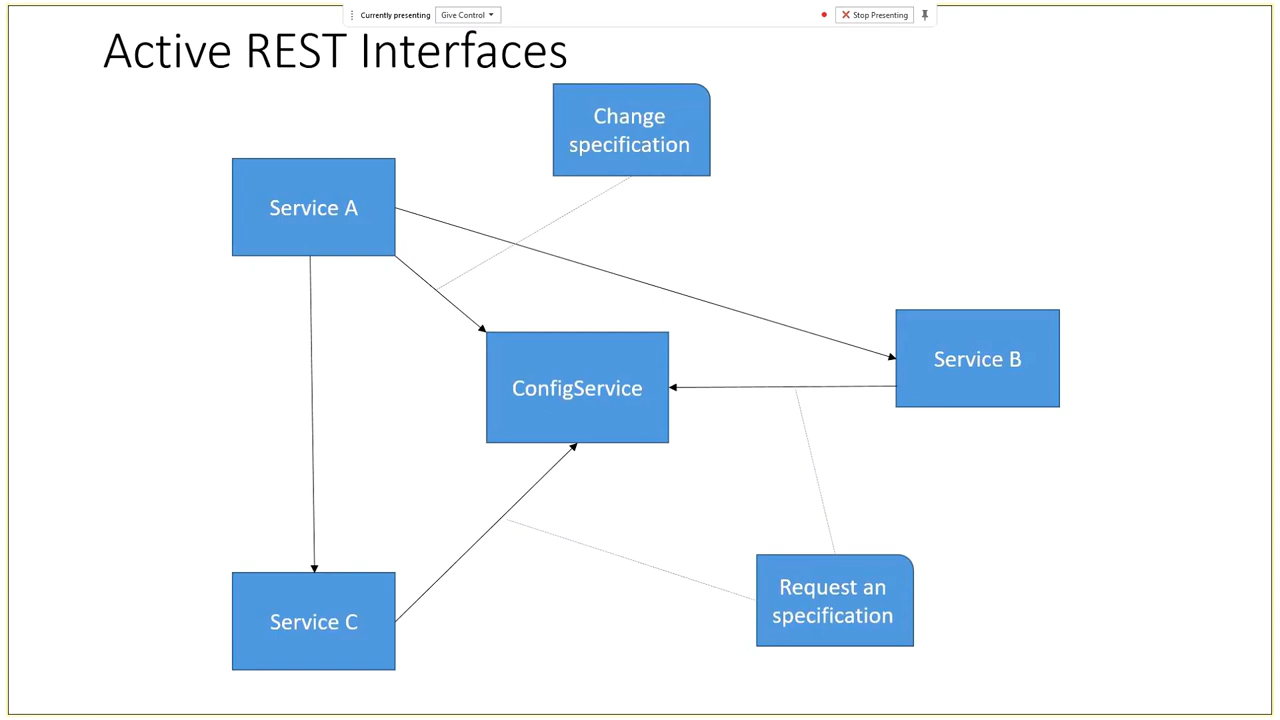 Currently presenting
Give Control
Stop Presenting
Active REST Interfaces
Change
specification
Service A
Service B
ConfigService
Request an
specification
Service C